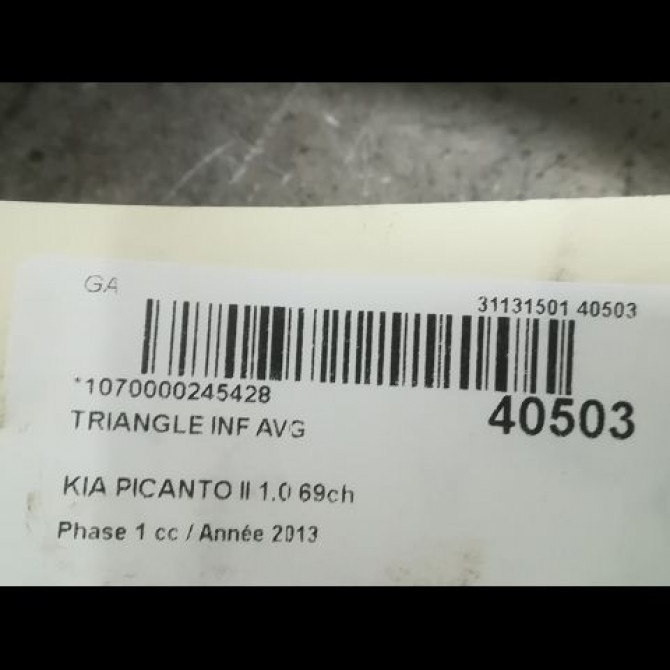 GA
31131501 40503
*1070000245428
40503
TRIANGLE INF AVG
KIA PICANTO II 1.0 69ch
Phase 1 cc / Année 2013